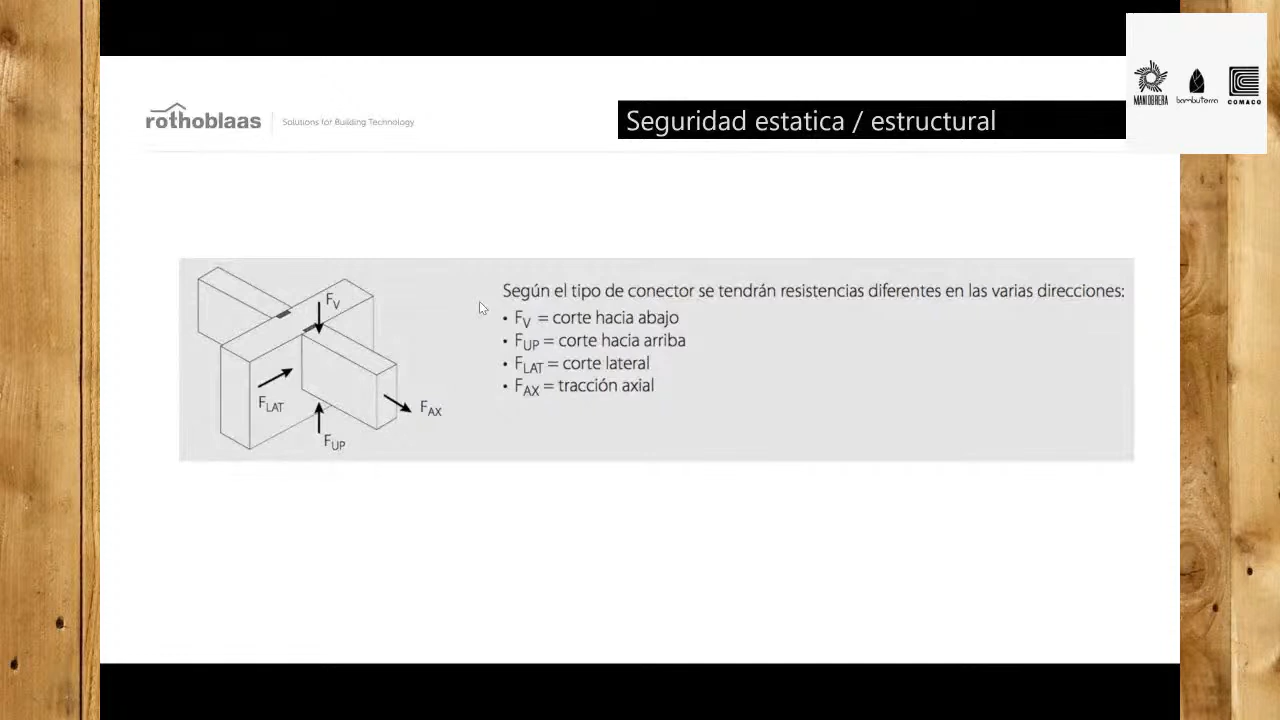 rothoblaas
Solutions for Building Technology
Seguridad estatica / estructural
MANIOBRERA
bambuterra
COMACO
Según el tipo de conector se tendrán resistencias diferentes en las varias direcciones:
• FV = corte hacia abajo
• FUP = corte hacia arriba
• FLAT = corte lateral
• FAX = tracción axial
FV
FLAT
FAX
FUP